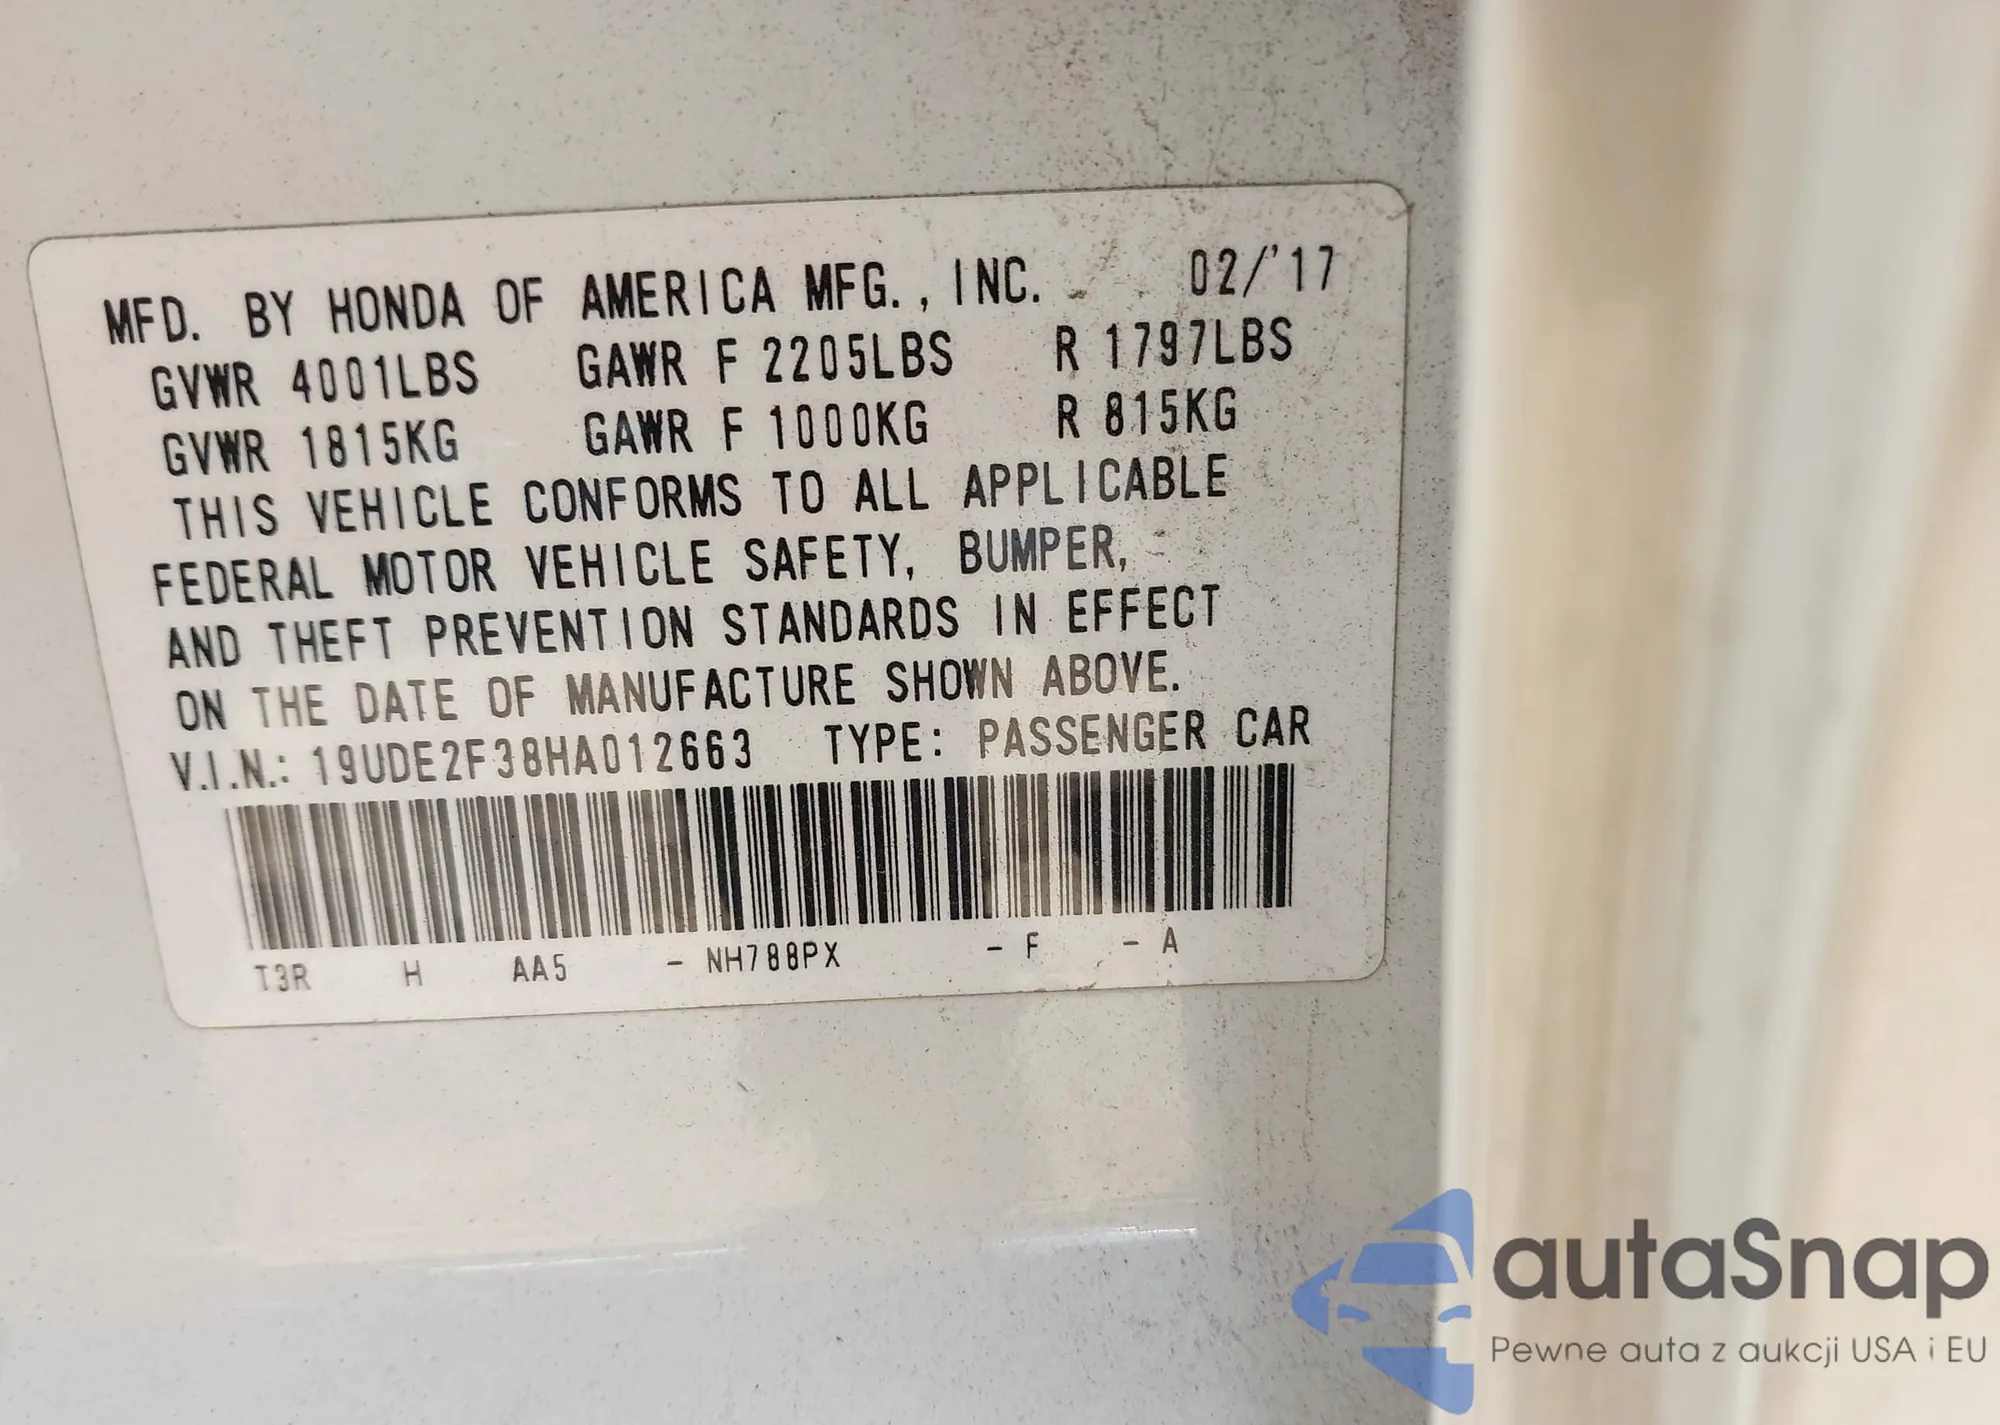 MFD. BY HONDA OF AMERICA MFG., INC. 02/'17
GVWR 4001LBS GAWR F 2205LBS R 1797LBS
GVWR 1815KG GAWR F 1000KG R 815KG
THIS VEHICLE CONFORMS TO ALL APPLICABLE
FEDERAL MOTOR VEHICLE SAFETY, BUMPER,
AND THEFT PREVENTION STANDARDS IN EFFECT
ON THE DATE OF MANUFACTURE SHOWN ABOVE.
V.I.N.: 19UDE2F38HA012663 TYPE: PASSENGER CAR
T3R H AA5 - NH788PX - F - A
autaSnap
Pewne auta z aukcji USA i EU